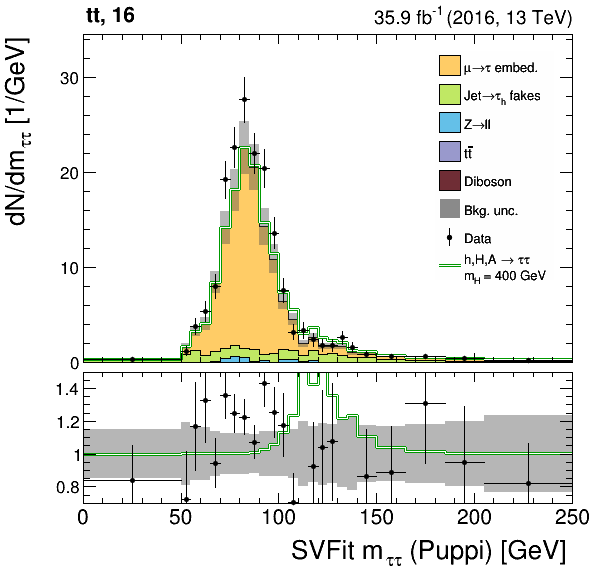 tt, 16
35.9 fb⁻¹ (2016, 13 TeV)
dN/dm_ττ [1/GeV]
30
20
10
0
μ→τ embed.
Jet→τ_h fakes
Z→ll
tt̄
Diboson
Bkg. unc.
Data
h,H,A → ττ
m_H = 400 GeV
1.4
1.2
1
0.8
0 50 100 150 200 250
SVFit m_ττ (Puppi) [GeV]